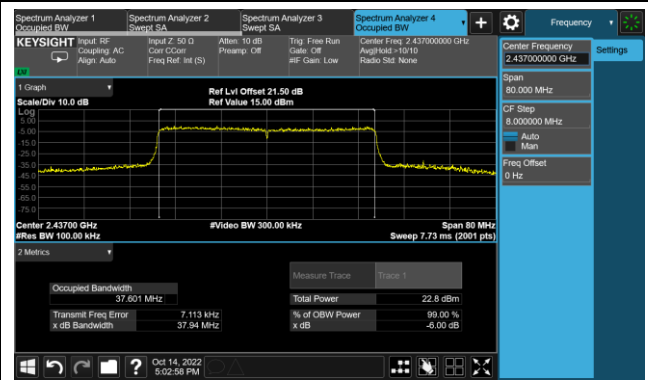 Spectrum Analyzer 1
Occupied BW
Spectrum Analyzer 2
Swept SA
Spectrum Analyzer 3
Swept SA
Spectrum Analyzer 4
Occupied BW
Frequency
KEYSIGHT
Input: RF
Coupling: AC
Align: Auto
Input Z: 50 Ω
Corr CCorr
Freq Ref: Int (S)
Atten: 10 dB
Preamp: Off
Trig: Free Run
Gate: Off
#IF Gain: Low
Center Freq: 2.437000000 GHz
Avg|Hold >10/10
Radio Std: None
1 Graph
Scale/Div 10.0 dB
Ref Lvl Offset 21.50 dB
Ref Value 15.00 dBm
Log
5.00
-5.00
-15.0
-25.0
-35.0
-45.0
-55.0
-65.0
-75.0
Center 2.43700 GHz
#Res BW 100.00 kHz
#Video BW 300.00 kHz
Span 80 MHz
Sweep 7.73 ms (2001 pts)
2 Metrics
Measure Trace
Trace 1
Occupied Bandwidth
37.601 MHz
Transmit Freq Error
7.113 kHz
x dB Bandwidth
37.94 MHz
Total Power
22.8 dBm
% of OBW Power
99.00 %
x dB
-6.00 dB
Center Frequency
2.437000000 GHz
Settings
Span
80.000 MHz
CF Step
8.000000 MHz
Auto
Man
Freq Offset
0 Hz
?
Oct 14, 2022
5:02:58 PM